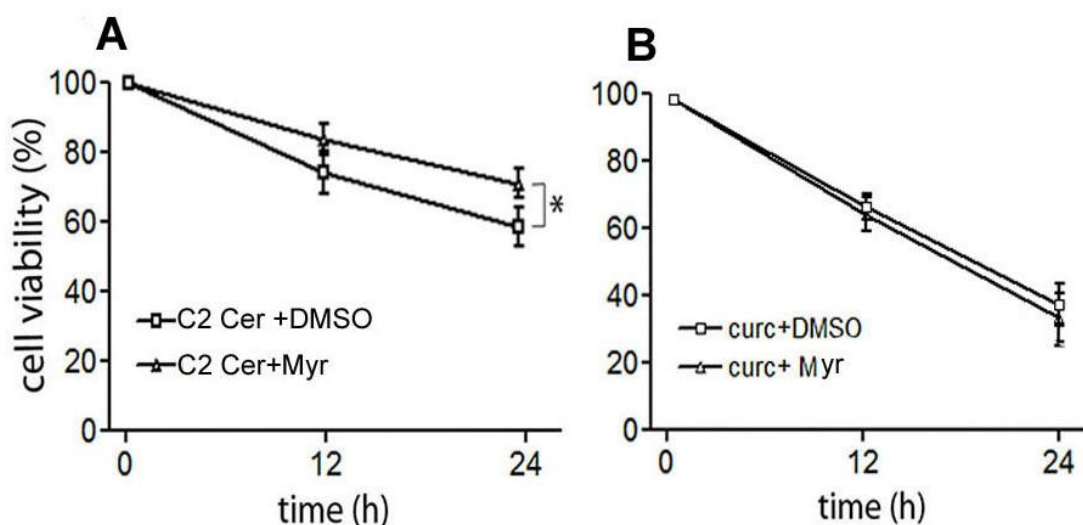 A
cell viability (%)
100
80
60
40
20
0
*
C2 Cer +DMSO
C2 Cer+Myr
0 12 24
time (h)
B
100
80
60
40
20
0
curc+DMSO
curc+ Myr
0 12 24
time (h)